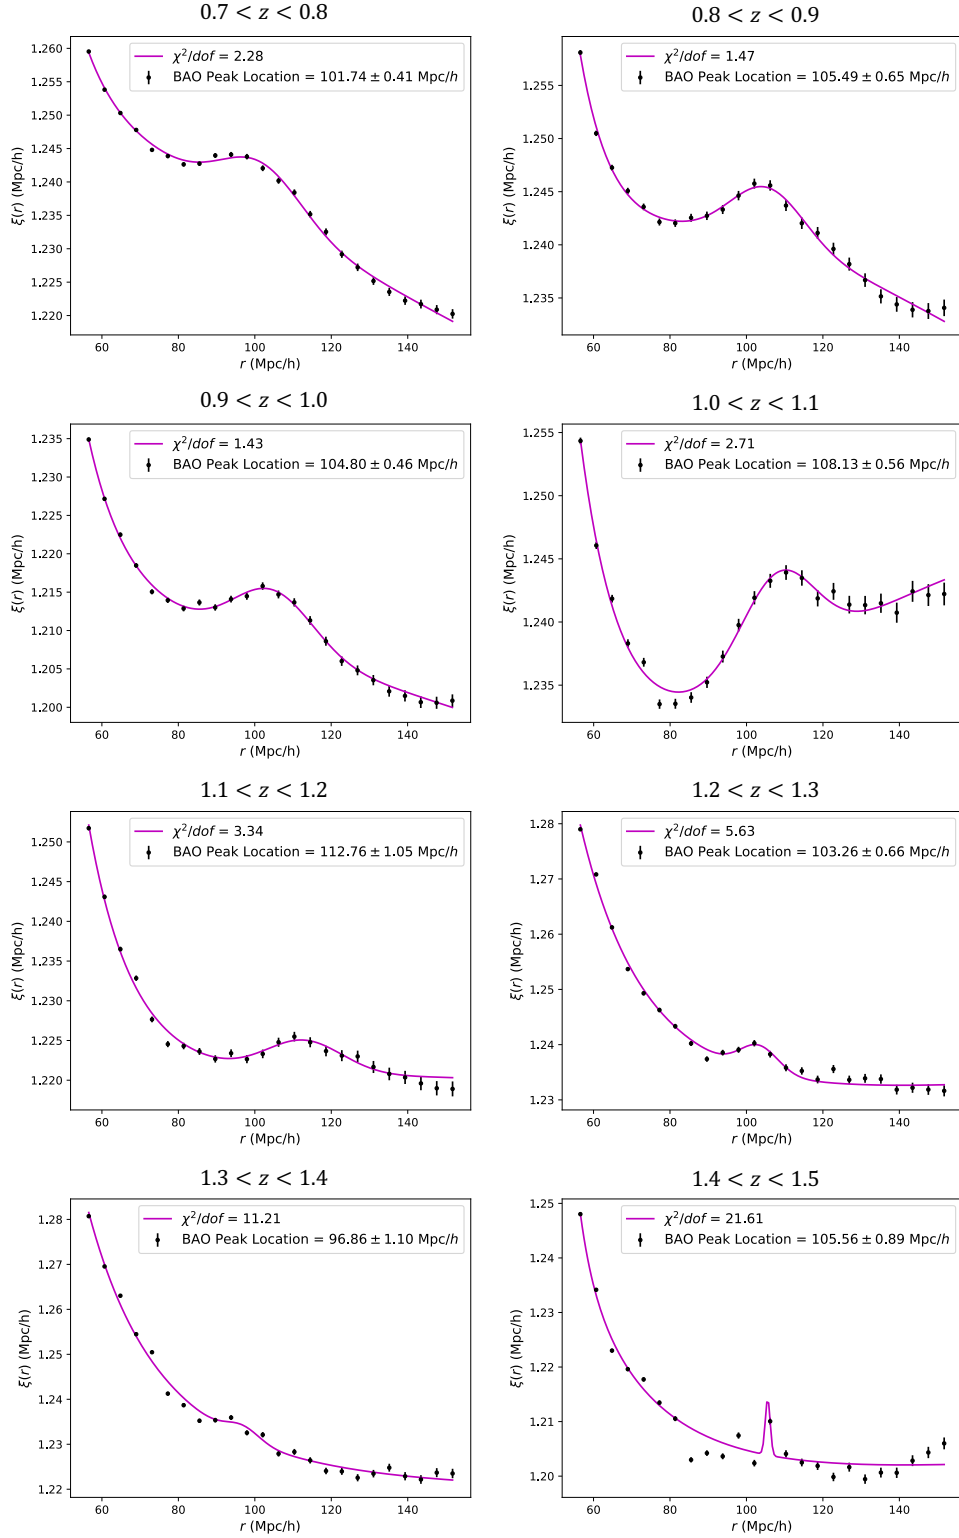 0.7 < z < 0.8
χ²/dof = 2.28
BAO Peak Location = 101.74 ± 0.41 Mpc/h
1.260
1.255
1.250
1.245
1.240
1.235
1.230
1.225
1.220
ξ(r) (Mpc/h)
60 80 100 120 140
r (Mpc/h)
0.8 < z < 0.9
χ²/dof = 1.47
BAO Peak Location = 105.49 ± 0.65 Mpc/h
1.255
1.250
1.245
1.240
1.235
ξ(r) (Mpc/h)
60 80 100 120 140
r (Mpc/h)
0.9 < z < 1.0
χ²/dof = 1.43
BAO Peak Location = 104.80 ± 0.46 Mpc/h
1.235
1.230
1.225
1.220
1.215
1.210
1.205
1.200
ξ(r) (Mpc/h)
60 80 100 120 140
r (Mpc/h)
1.0 < z < 1.1
χ²/dof = 2.71
BAO Peak Location = 108.13 ± 0.56 Mpc/h
1.255
1.250
1.245
1.240
1.235
ξ(r) (Mpc/h)
60 80 100 120 140
r (Mpc/h)
1.1 < z < 1.2
χ²/dof = 3.34
BAO Peak Location = 112.76 ± 1.05 Mpc/h
1.250
1.245
1.240
1.235
1.230
1.225
1.220
ξ(r) (Mpc/h)
60 80 100 120 140
r (Mpc/h)
1.2 < z < 1.3
χ²/dof = 5.63
BAO Peak Location = 103.26 ± 0.66 Mpc/h
1.28
1.27
1.26
1.25
1.24
1.23
ξ(r) (Mpc/h)
60 80 100 120 140
r (Mpc/h)
1.3 < z < 1.4
χ²/dof = 11.21
BAO Peak Location = 96.86 ± 1.10 Mpc/h
1.28
1.27
1.26
1.25
1.24
1.23
1.22
ξ(r) (Mpc/h)
60 80 100 120 140
r (Mpc/h)
1.4 < z < 1.5
χ²/dof = 21.61
BAO Peak Location = 105.56 ± 0.89 Mpc/h
1.25
1.24
1.23
1.22
1.21
1.20
ξ(r) (Mpc/h)
60 80 100 120 140
r (Mpc/h)